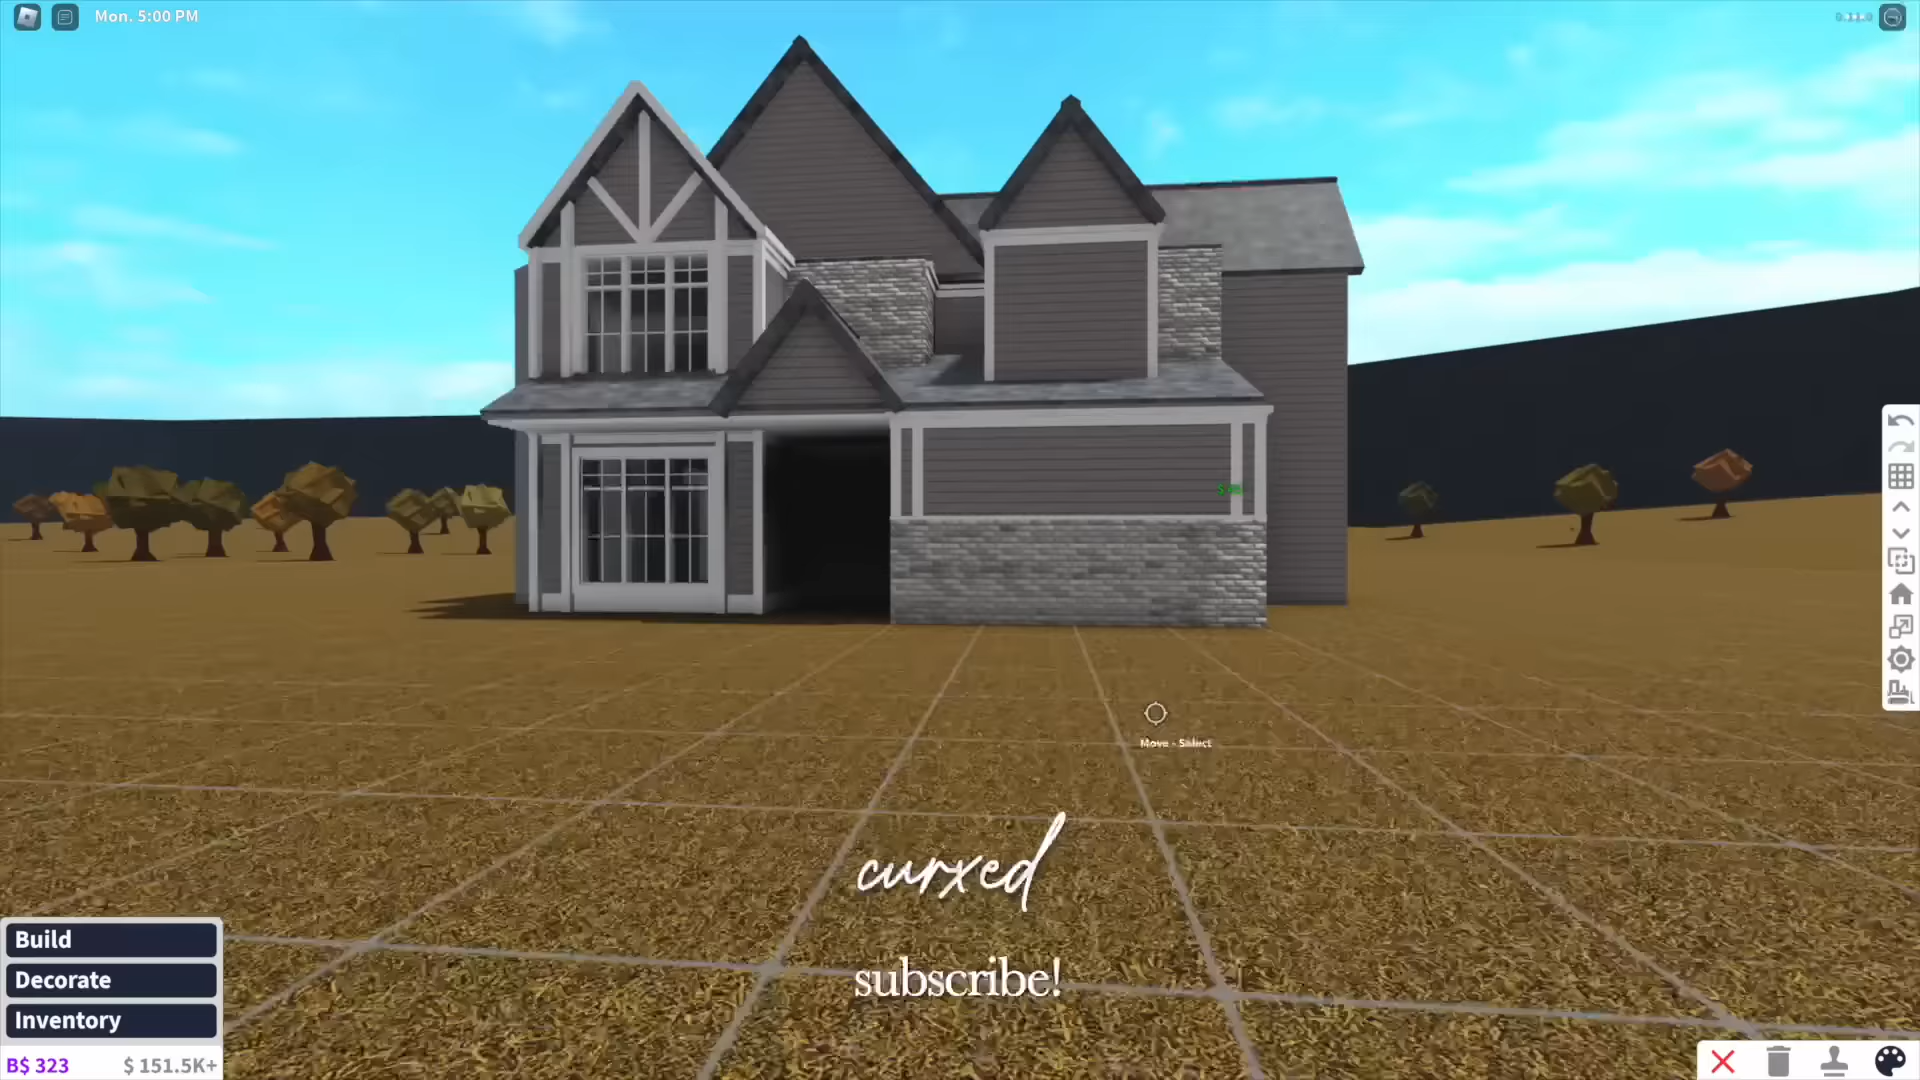 Mon. 5:00 PM
Move - Select
curxed
subscribe!
Build
Decorate
Inventory
B$ 323
$ 151.5K+